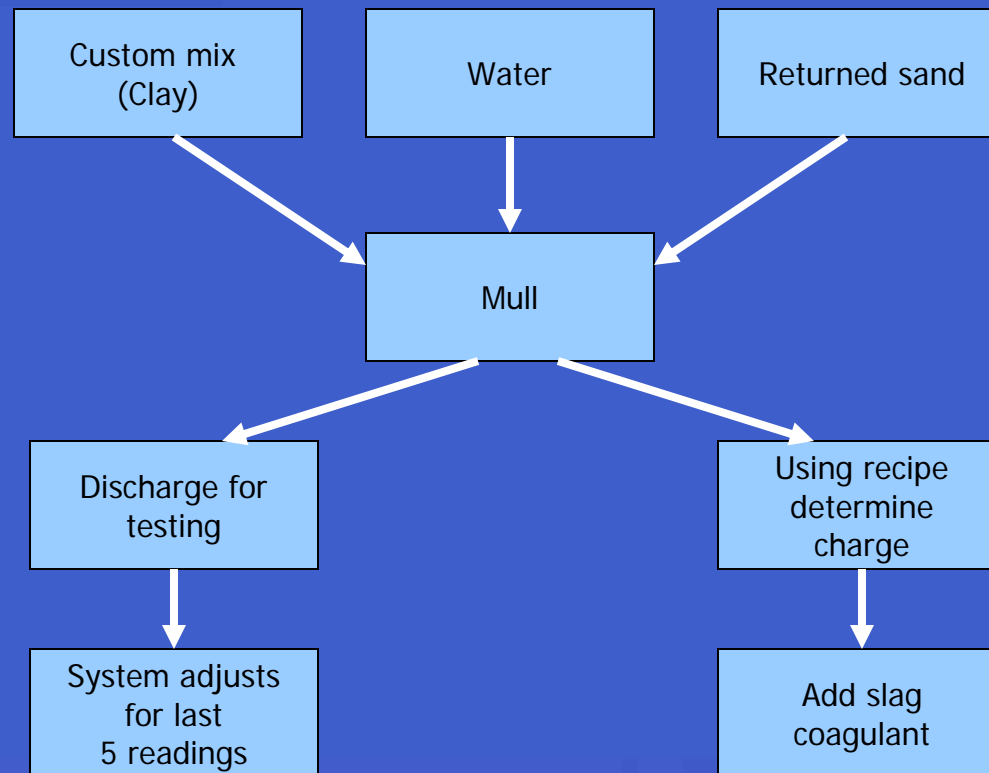 Custom mix
(Clay)
Water
Returned sand
Mull
Discharge for
testing
Using recipe
determine
charge
System adjusts
for last
5 readings
Add slag
coagulant